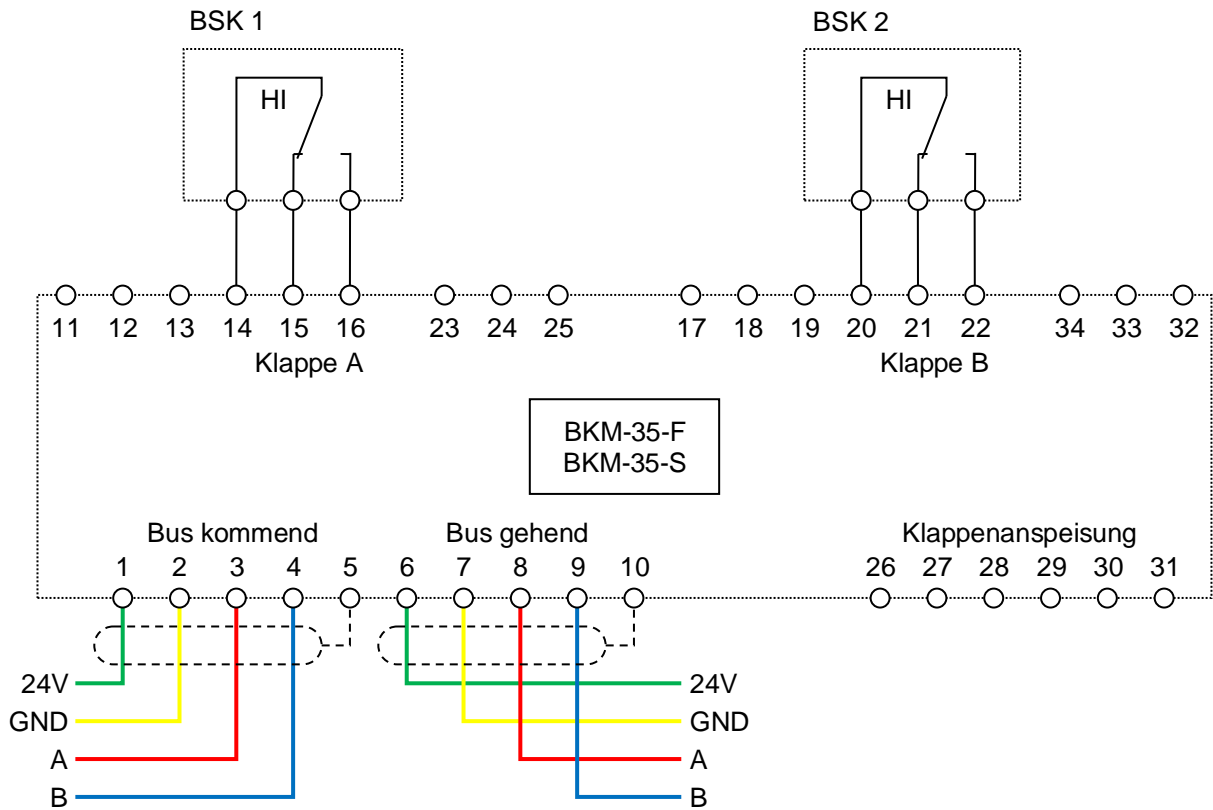 BSK 1 BSK 2
HI HI
11 12 13 14 15 16 23 24 25 17 18 19 20 21 22 34 33 32
Klappe A Klappe B
BKM-35-F
BKM-35-S
Bus kommend Bus gehend Klappenanspeisung
1 2 3 4 5 6 7 8 9 10 26 27 28 29 30 31
24V 24V
GND GND
A A
B B